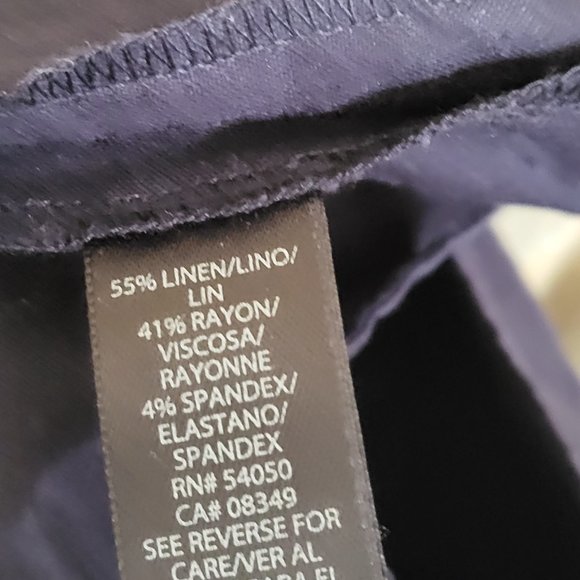 55% LINEN/LINO/
LIN
41% RAYON/
VISCOSA/
RAYONNE
4% SPANDEX/
ELASTANO/
SPANDEX
RN# 54050
CA# 08349
SEE REVERSE FOR
CARE/VER AL